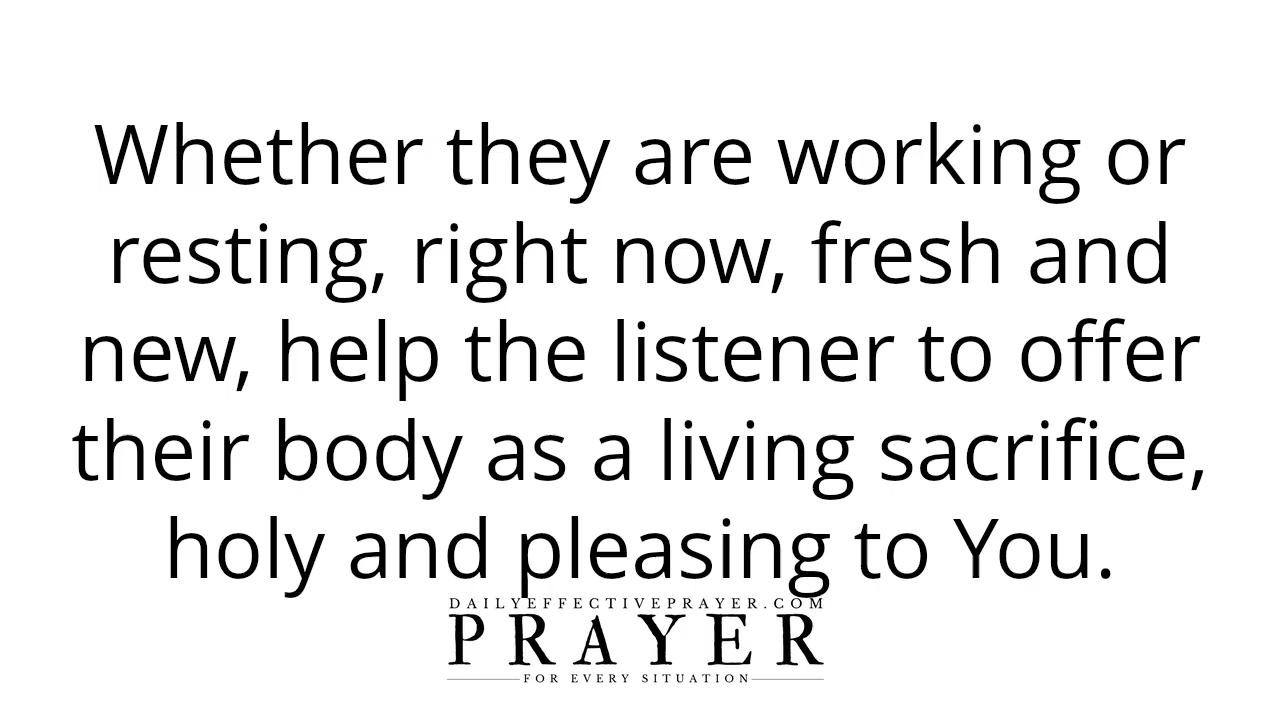 Whether they are working or
resting, right now, fresh and
new, help the listener to offer
their body as a living sacrifice,
holy and pleasing to You.
DAILYEFFECTIVEPRAYER.COM
PRAYER
FOR EVERY SITUATION